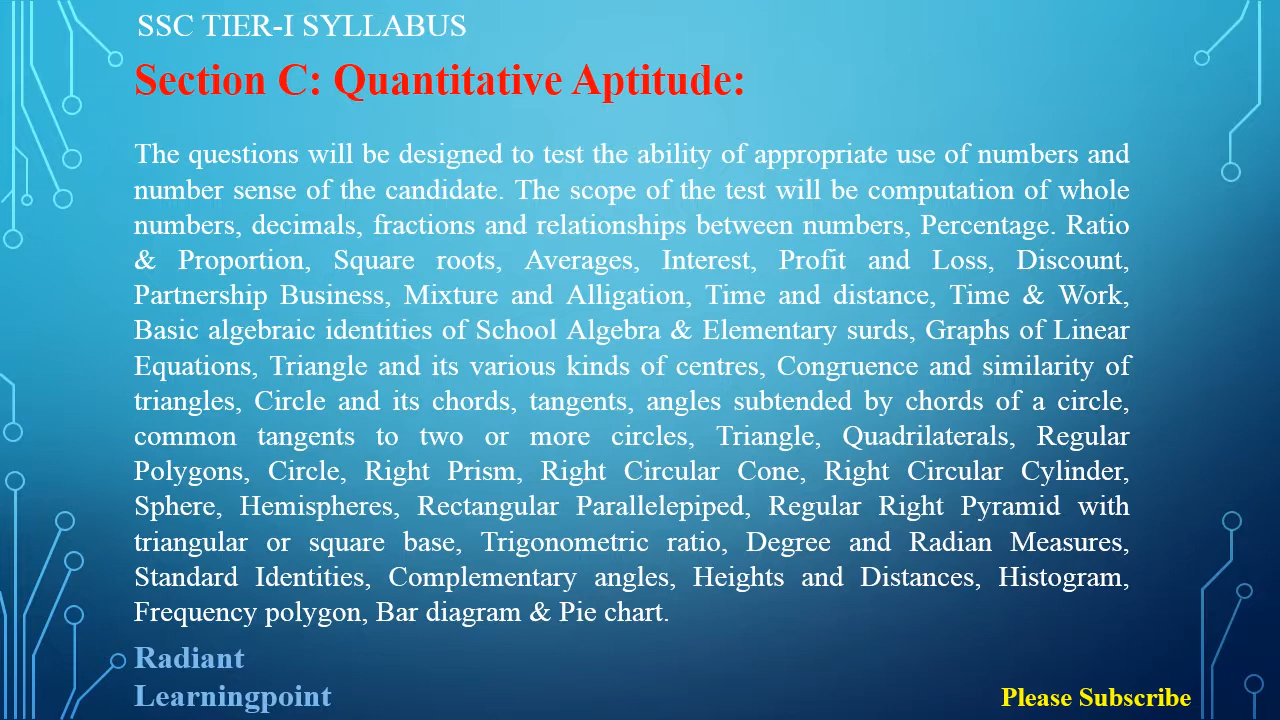 SSC TIER-I SYLLABUS
Section C: Quantitative Aptitude:
The questions will be designed to test the ability of appropriate use of numbers and
number sense of the candidate. The scope of the test will be computation of whole
numbers, decimals, fractions and relationships between numbers, Percentage. Ratio
& Proportion, Square roots, Averages, Interest, Profit and Loss, Discount,
Partnership Business, Mixture and Alligation, Time and distance, Time & Work,
Basic algebraic identities of School Algebra & Elementary surds, Graphs of Linear
Equations, Triangle and its various kinds of centres, Congruence and similarity of
triangles, Circle and its chords, tangents, angles subtended by chords of a circle,
common tangents to two or more circles, Triangle, Quadrilaterals, Regular
Polygons, Circle, Right Prism, Right Circular Cone, Right Circular Cylinder,
Sphere, Hemispheres, Rectangular Parallelepiped, Regular Right Pyramid with
triangular or square base, Trigonometric ratio, Degree and Radian Measures,
Standard Identities, Complementary angles, Heights and Distances, Histogram,
Frequency polygon, Bar diagram & Pie chart.
Radiant
Learningpoint
Please Subscribe